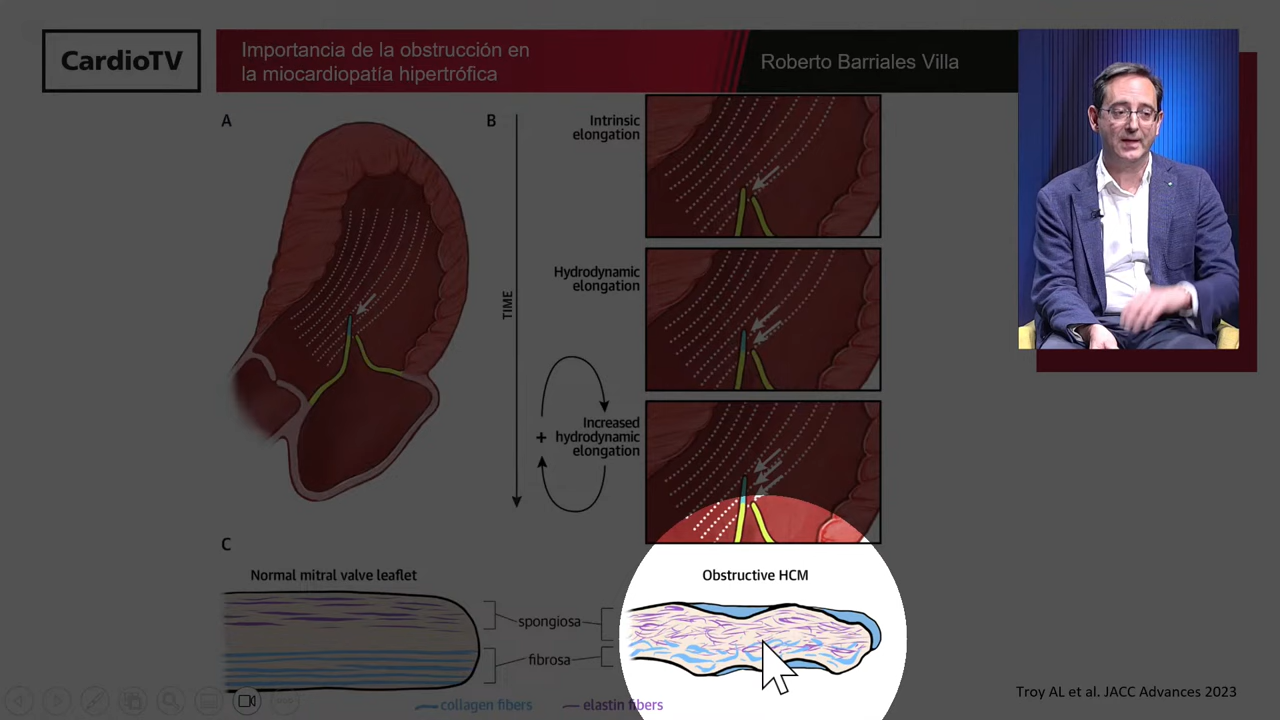 CardioTV
Importancia de la obstrucción en
la miocardiopatía hipertrófica
Roberto Barriales Villa
A
B
Intrinsic
elongation
Hydrodynamic
elongation
TIME
+
Increased
hydrodynamic
elongation
C
Normal mitral valve leaflet
Obstructive HCM
spongiosa
fibrosa
collagen fibers
elastin fibers
Troy AL et al. JACC Advances 2023